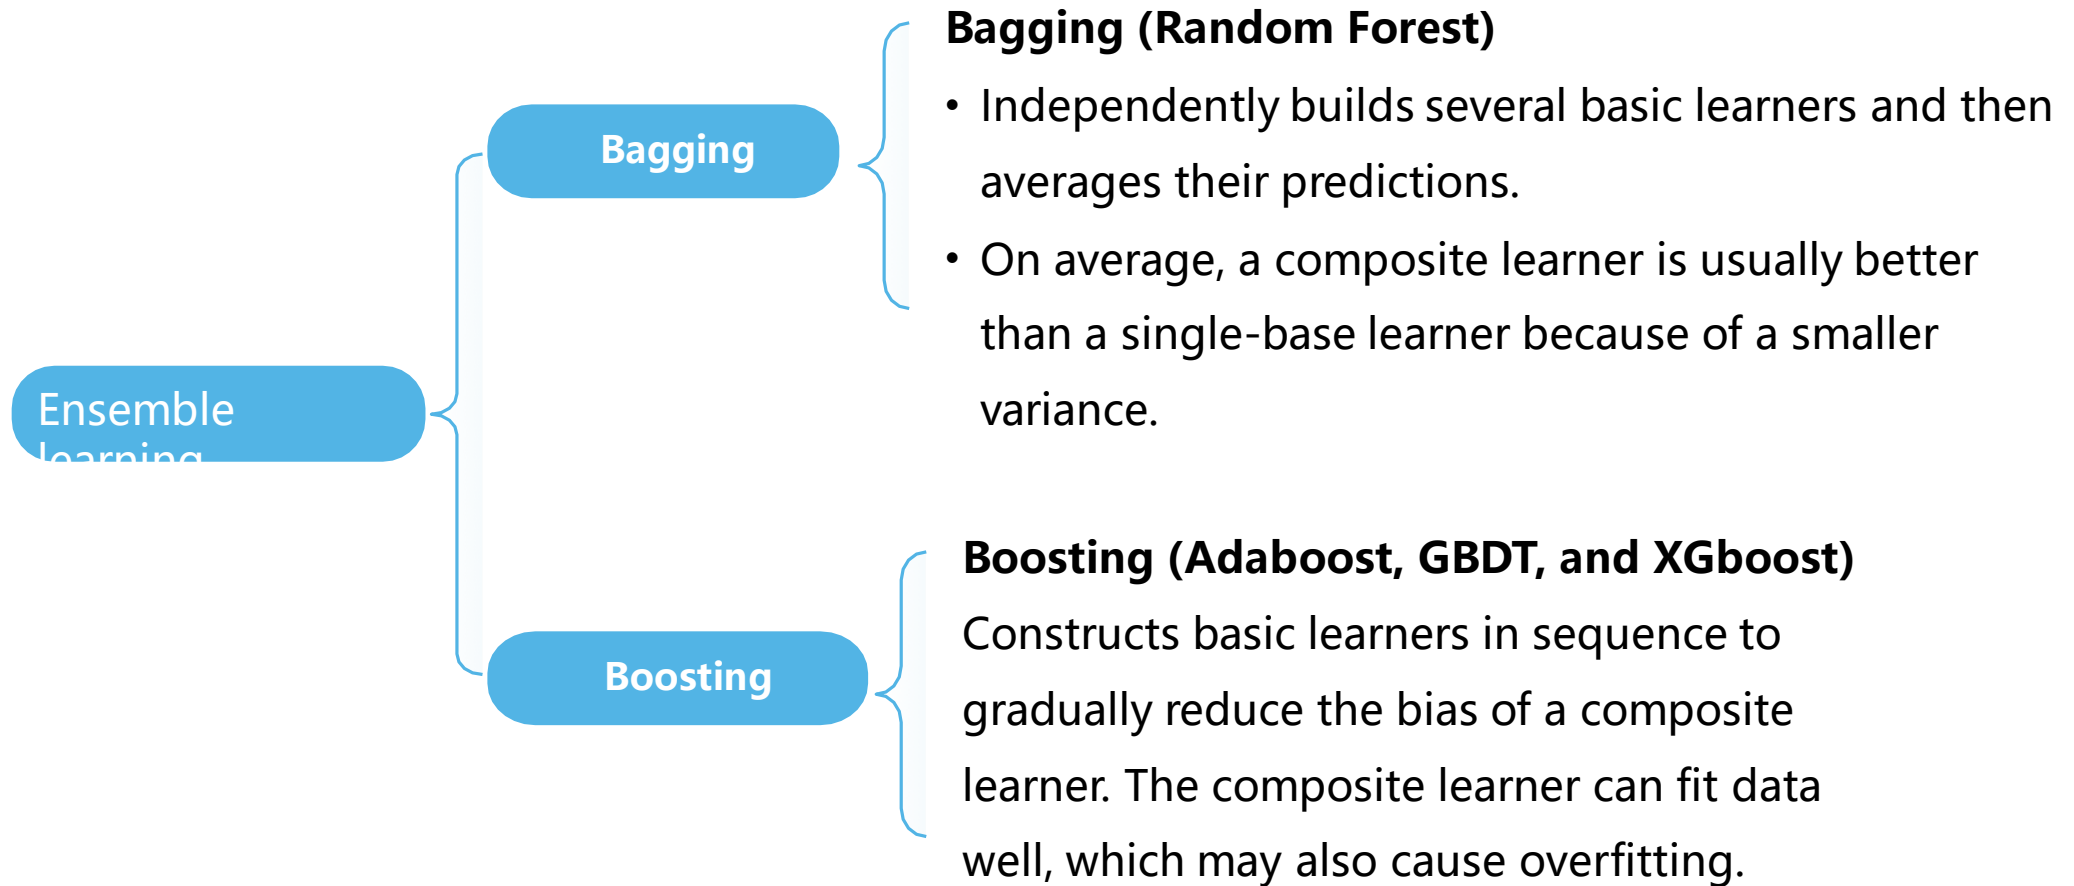 Bagging (Random Forest)
• Independently builds several basic learners and then
averages their predictions.
• On average, a composite learner is usually better
than a single-base learner because of a smaller
variance.
Bagging
Ensemble
learning
Boosting (Adaboost, GBDT, and XGboost)
Constructs basic learners in sequence to
gradually reduce the bias of a composite
learner. The composite learner can fit data
well, which may also cause overfitting.
Boosting